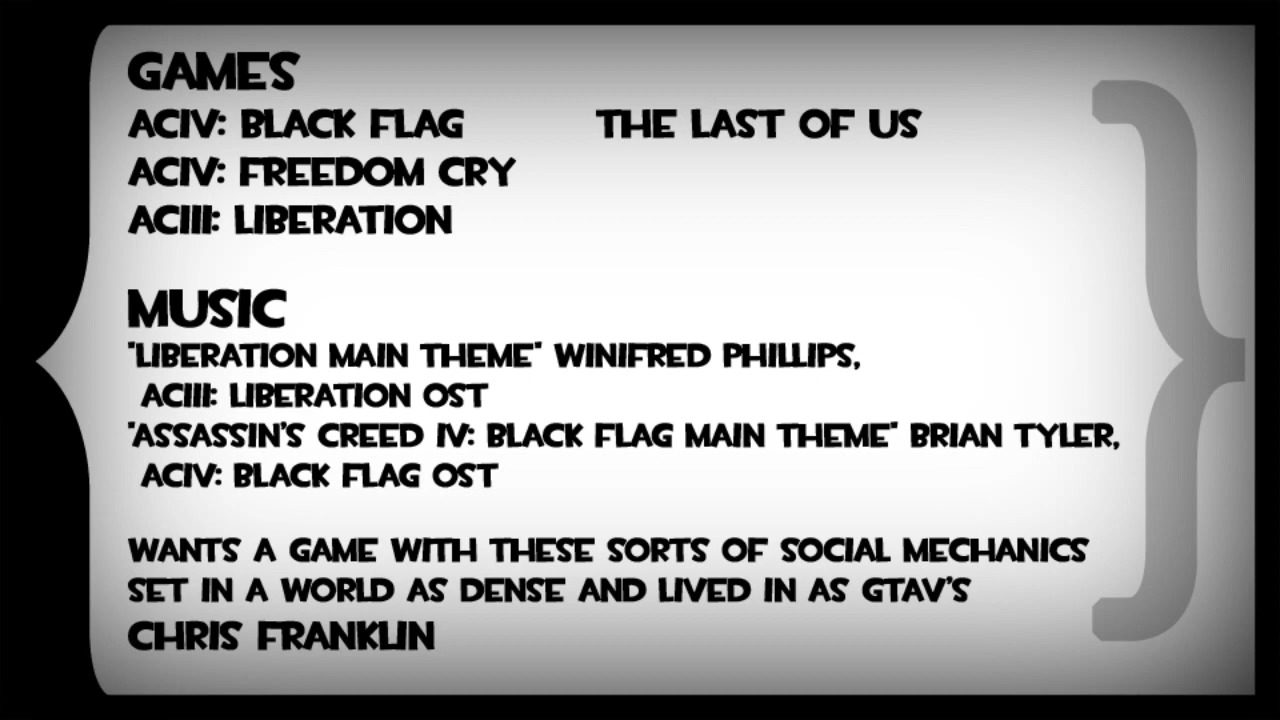 GAMES
ACIV: BLACK FLAG THE LAST OF US
ACIV: FREEDOM CRY
ACIII: LIBERATION
MUSIC
"LIBERATION MAIN THEME" WINIFRED PHILLIPS,
ACIII: LIBERATION OST
"ASSASSIN'S CREED IV: BLACK FLAG MAIN THEME" BRIAN TYLER,
ACIV: BLACK FLAG OST
WANTS A GAME WITH THESE SORTS OF SOCIAL MECHANICS
SET IN A WORLD AS DENSE AND LIVED IN AS GTAV'S
CHRIS FRANKLIN